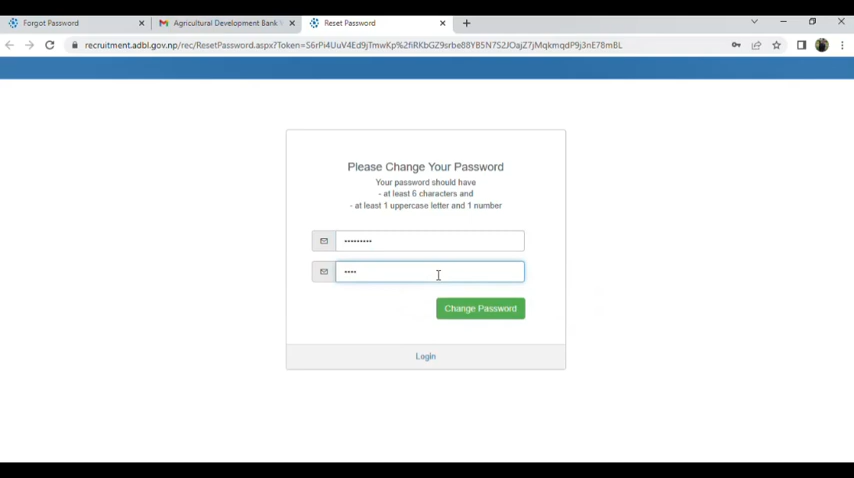 Forgot Password
Agricultural Development Bank
Reset Password
recruitment.adbl.gov.np/rec/ResetPassword.aspx?Token=S6rPi4UuV4Ed9jTmwKp%2fiRKbGZ9srbe88YB5N7S2JOajZ7jMqkmqdP9j3nE78mBL
Please Change Your Password
Your password should have
- at least 6 characters and
- at least 1 uppercase letter and 1 number
•••••••••
••••
Change Password
Login